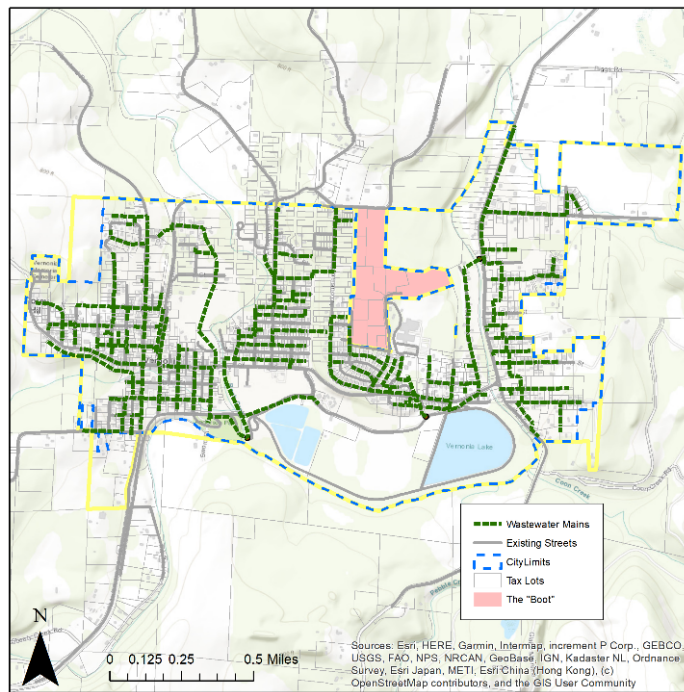 Vernonia Lake
Coon Creek
Wastewater Mains
Existing Streets
CityLimits
Tax Lots
The "Boot"
N
0 0.125 0.25 0.5 Miles
Sources: Esri, HERE, Garmin, Intermap, increment P Corp., GEBCO,
USGS, FAO, NPS, NRCAN, GeoBase, IGN, Kadaster NL, Ordnance
Survey, Esri Japan, METI, Esri China (Hong Kong), (c)
OpenStreetMap contributors, and the GIS User Community